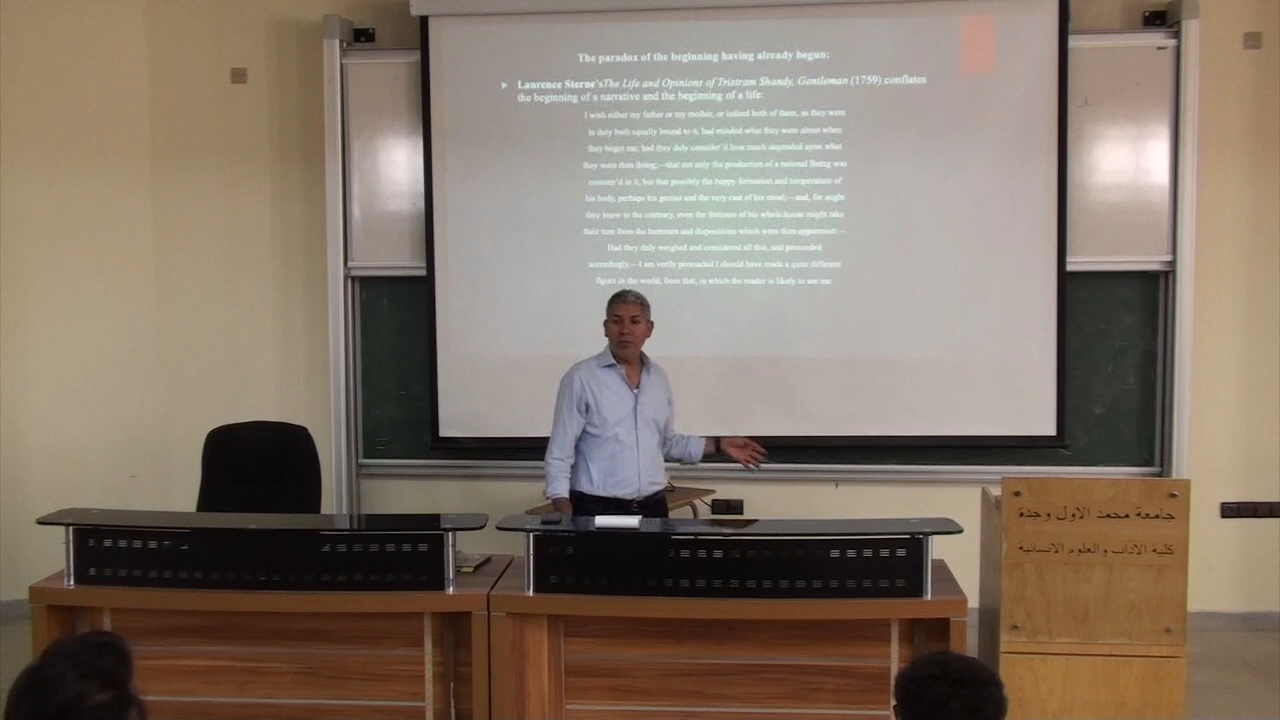 The paradox of the beginning having already begun:
Laurence Sterne'sThe Life and Opinions of Tristram Shandy, Gentleman (1759) conflates
the beginning of a narrative and the beginning of a life:
I wish either my father or my mother, or indeed both of them, as they were
in duty both equally bound to it, had minded what they were about when
they begot me; had they duly consider'd how much depended upon what
they were then doing;—that not only the production of a rational Being was
concern'd in it, but that possibly the happy formation and temperature of
his body, perhaps his genius and the very cast of his mind;—and, for aught
they knew to the contrary, even the fortunes of his whole house might take
their turn from the humours and dispositions which were then uppermost:—
Had they duly weighed and considered all this, and proceeded
accordingly,—I am verily persuaded I should have made a quite different
figure in the world, from that, in which the reader is likely to see me.
جامعة محمد الاول وجدة
كلية الاداب والعلوم الانسانية